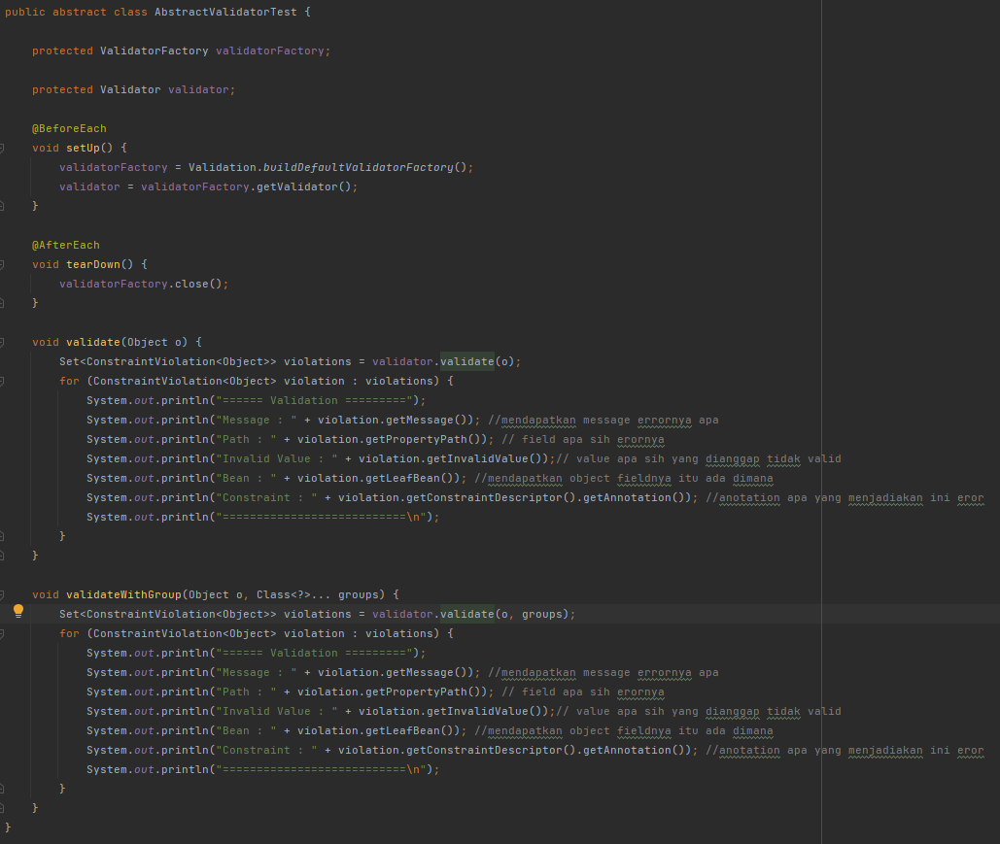 public abstract class AbstractValidatorTest {
protected ValidatorFactory validatorFactory;
protected Validator validator;
@BeforeEach
void setUp() {
validatorFactory = Validation.buildDefaultValidatorFactory();
validator = validatorFactory.getValidator();
}
@AfterEach
void tearDown() {
validatorFactory.close();
}
void validate(Object o) {
Set<ConstraintViolation<Object>> violations = validator.validate(o);
for (ConstraintViolation<Object> violation : violations) {
System.out.println("====== Validation =========");
System.out.println("Message : " + violation.getMessage()); //mendapatkan message errornya apa
System.out.println("Path : " + violation.getPropertyPath()); // field apa sih erornya
System.out.println("Invalid Value : " + violation.getInvalidValue());// value apa sih yang dianggap tidak valid
System.out.println("Bean : " + violation.getLeafBean()); //mendapatkan object fieldnya itu ada dimana
System.out.println("Constraint : " + violation.getConstraintDescriptor().getAnnotation()); //anotation apa yang menjadiakan ini eror
System.out.println("===========================\n");
}
}
void validateWithGroup(Object o, Class<?>... groups) {
Set<ConstraintViolation<Object>> violations = validator.validate(o, groups);
for (ConstraintViolation<Object> violation : violations) {
System.out.println("====== Validation =========");
System.out.println("Message : " + violation.getMessage()); //mendapatkan message errornya apa
System.out.println("Path : " + violation.getPropertyPath()); // field apa sih erornya
System.out.println("Invalid Value : " + violation.getInvalidValue());// value apa sih yang dianggap tidak valid
System.out.println("Bean : " + violation.getLeafBean()); //mendapatkan object fieldnya itu ada dimana
System.out.println("Constraint : " + violation.getConstraintDescriptor().getAnnotation()); //anotation apa yang menjadiakan ini eror
System.out.println("===========================\n");
}
}
}